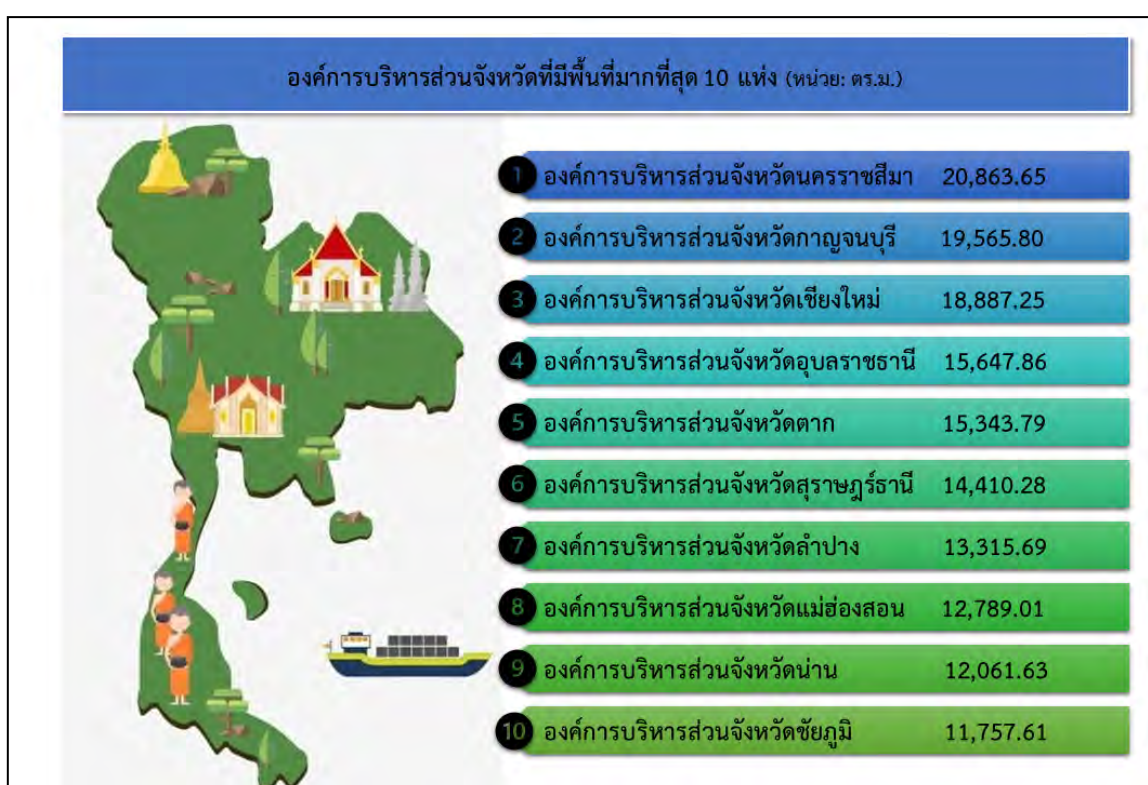 องค์การบริหารส่วนจังหวัดที่มีพื้นที่มากที่สุด 10 แห่ง (หน่วย: ตร.ม.)
1 องค์การบริหารส่วนจังหวัดนครราชสีมา 20,863.65
2 องค์การบริหารส่วนจังหวัดกาญจนบุรี 19,565.80
3 องค์การบริหารส่วนจังหวัดเชียงใหม่ 18,887.25
4 องค์การบริหารส่วนจังหวัดอุบลราชธานี 15,647.86
5 องค์การบริหารส่วนจังหวัดตาก 15,343.79
6 องค์การบริหารส่วนจังหวัดสุราษฎร์ธานี 14,410.28
7 องค์การบริหารส่วนจังหวัดลำปาง 13,315.69
8 องค์การบริหารส่วนจังหวัดแม่ฮ่องสอน 12,789.01
9 องค์การบริหารส่วนจังหวัดน่าน 12,061.63
10 องค์การบริหารส่วนจังหวัดชัยภูมิ 11,757.61